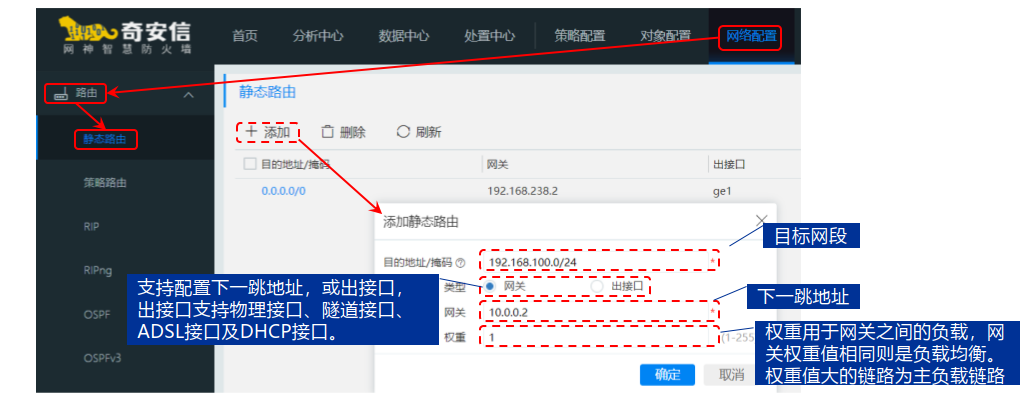 奇安信
网神智慧防火墙
首页 分析中心 数据中心 处置中心 策略配置 对象配置 网络配置
路由
静态路由
策略路由
RIP
RIPng
OSPF
OSPFv3
静态路由
添加 删除 刷新
目的地址/掩码 网关 出接口
0.0.0.0/0 192.168.238.2 ge1
添加静态路由
目的地址/掩码 192.168.100.0/24 *
类型 网关 出接口
网关 10.0.0.2 *
权重 1 (1-255
确定 取消
目标网段
支持配置下一跳地址，或出接口，
出接口支持物理接口、隧道接口、
ADSL接口及DHCP接口。
下一跳地址
权重用于网关之间的负载，网
关权重值相同则是负载均衡。
权重值大的链路为主负载链路